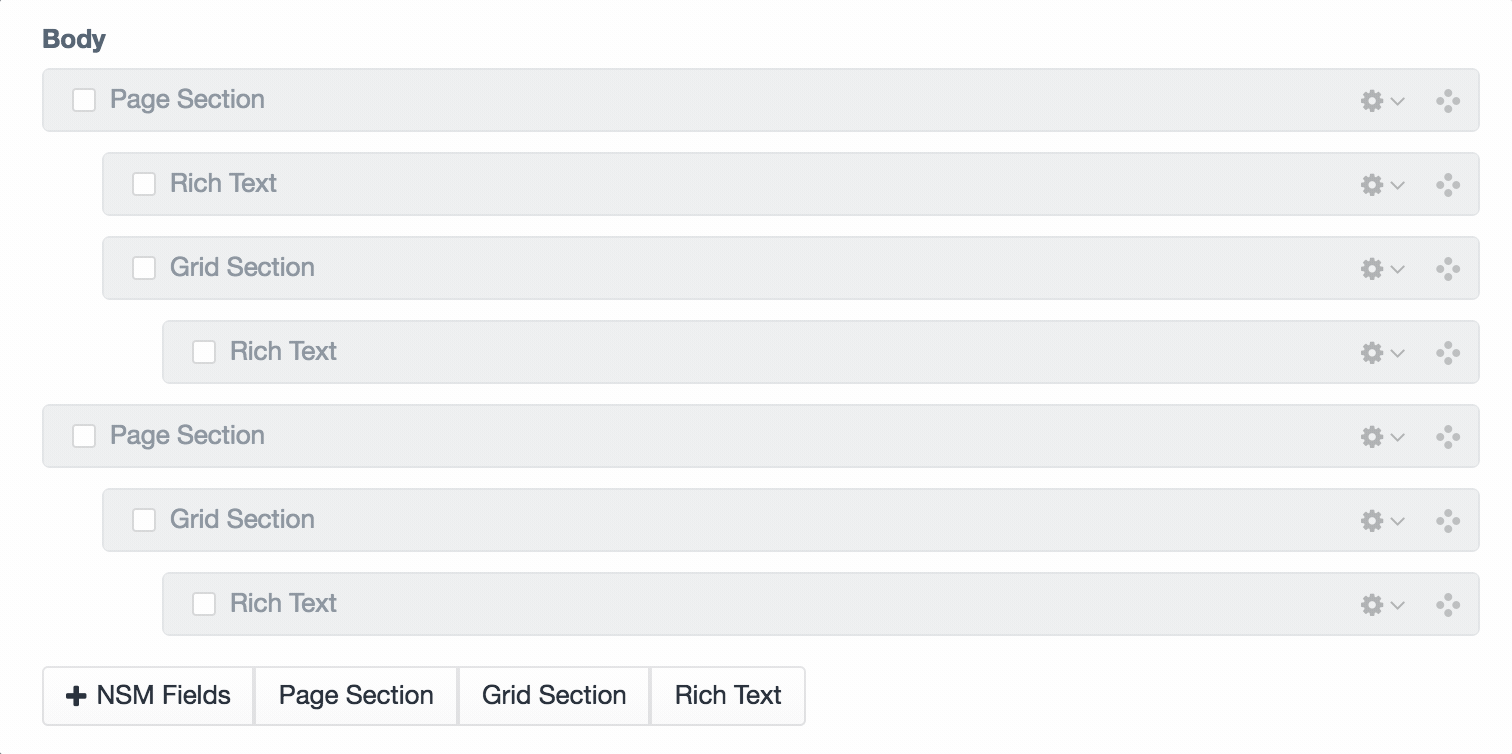 Body
Page Section
Rich Text
Grid Section
Rich Text
Page Section
Grid Section
Rich Text
NSM Fields Page Section Grid Section Rich Text